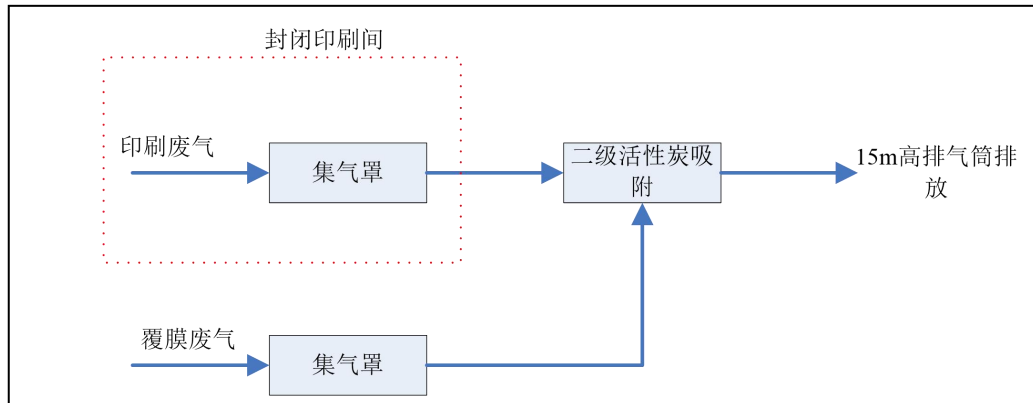 封闭印刷间
印刷废气
集气罩
二级活性炭吸
附
15m高排气筒排
放
覆膜废气
集气罩